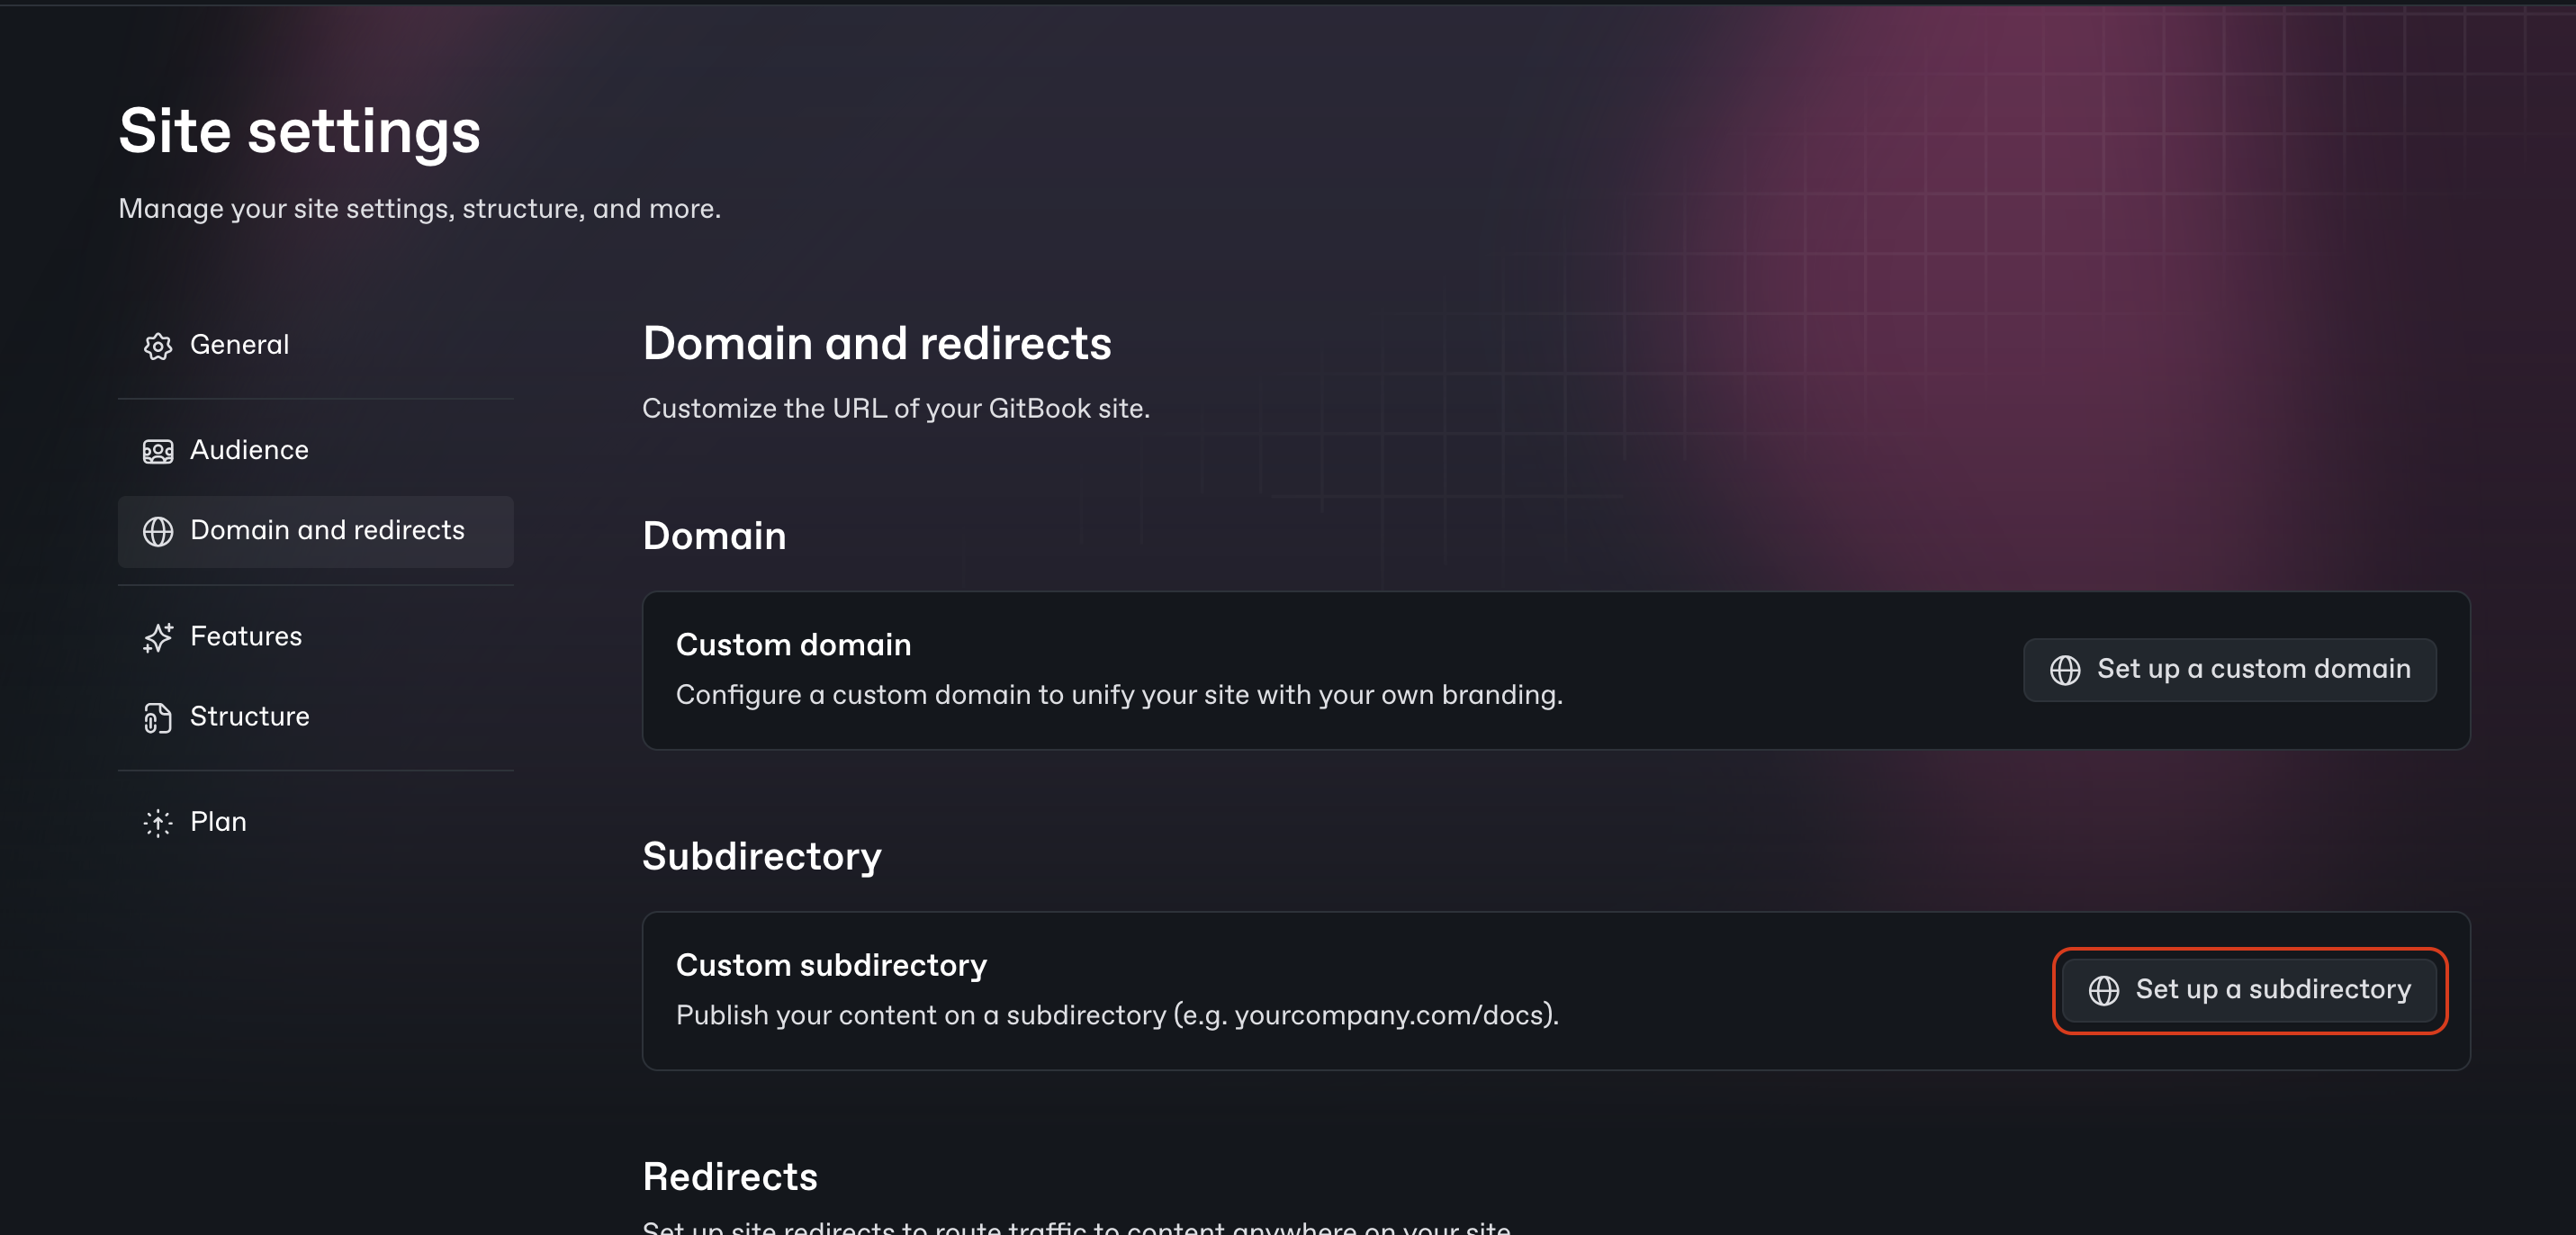 Site settings
Manage your site settings, structure, and more.
General
Audience
Domain and redirects
Features
Structure
Plan
Domain and redirects
Customize the URL of your GitBook site.
Domain
Custom domain
Configure a custom domain to unify your site with your own branding.
Set up a custom domain
Subdirectory
Custom subdirectory
Publish your content on a subdirectory (e.g. yourcompany.com/docs).
Set up a subdirectory
Redirects
Set up site redirects to route traffic to content anywhere on your site